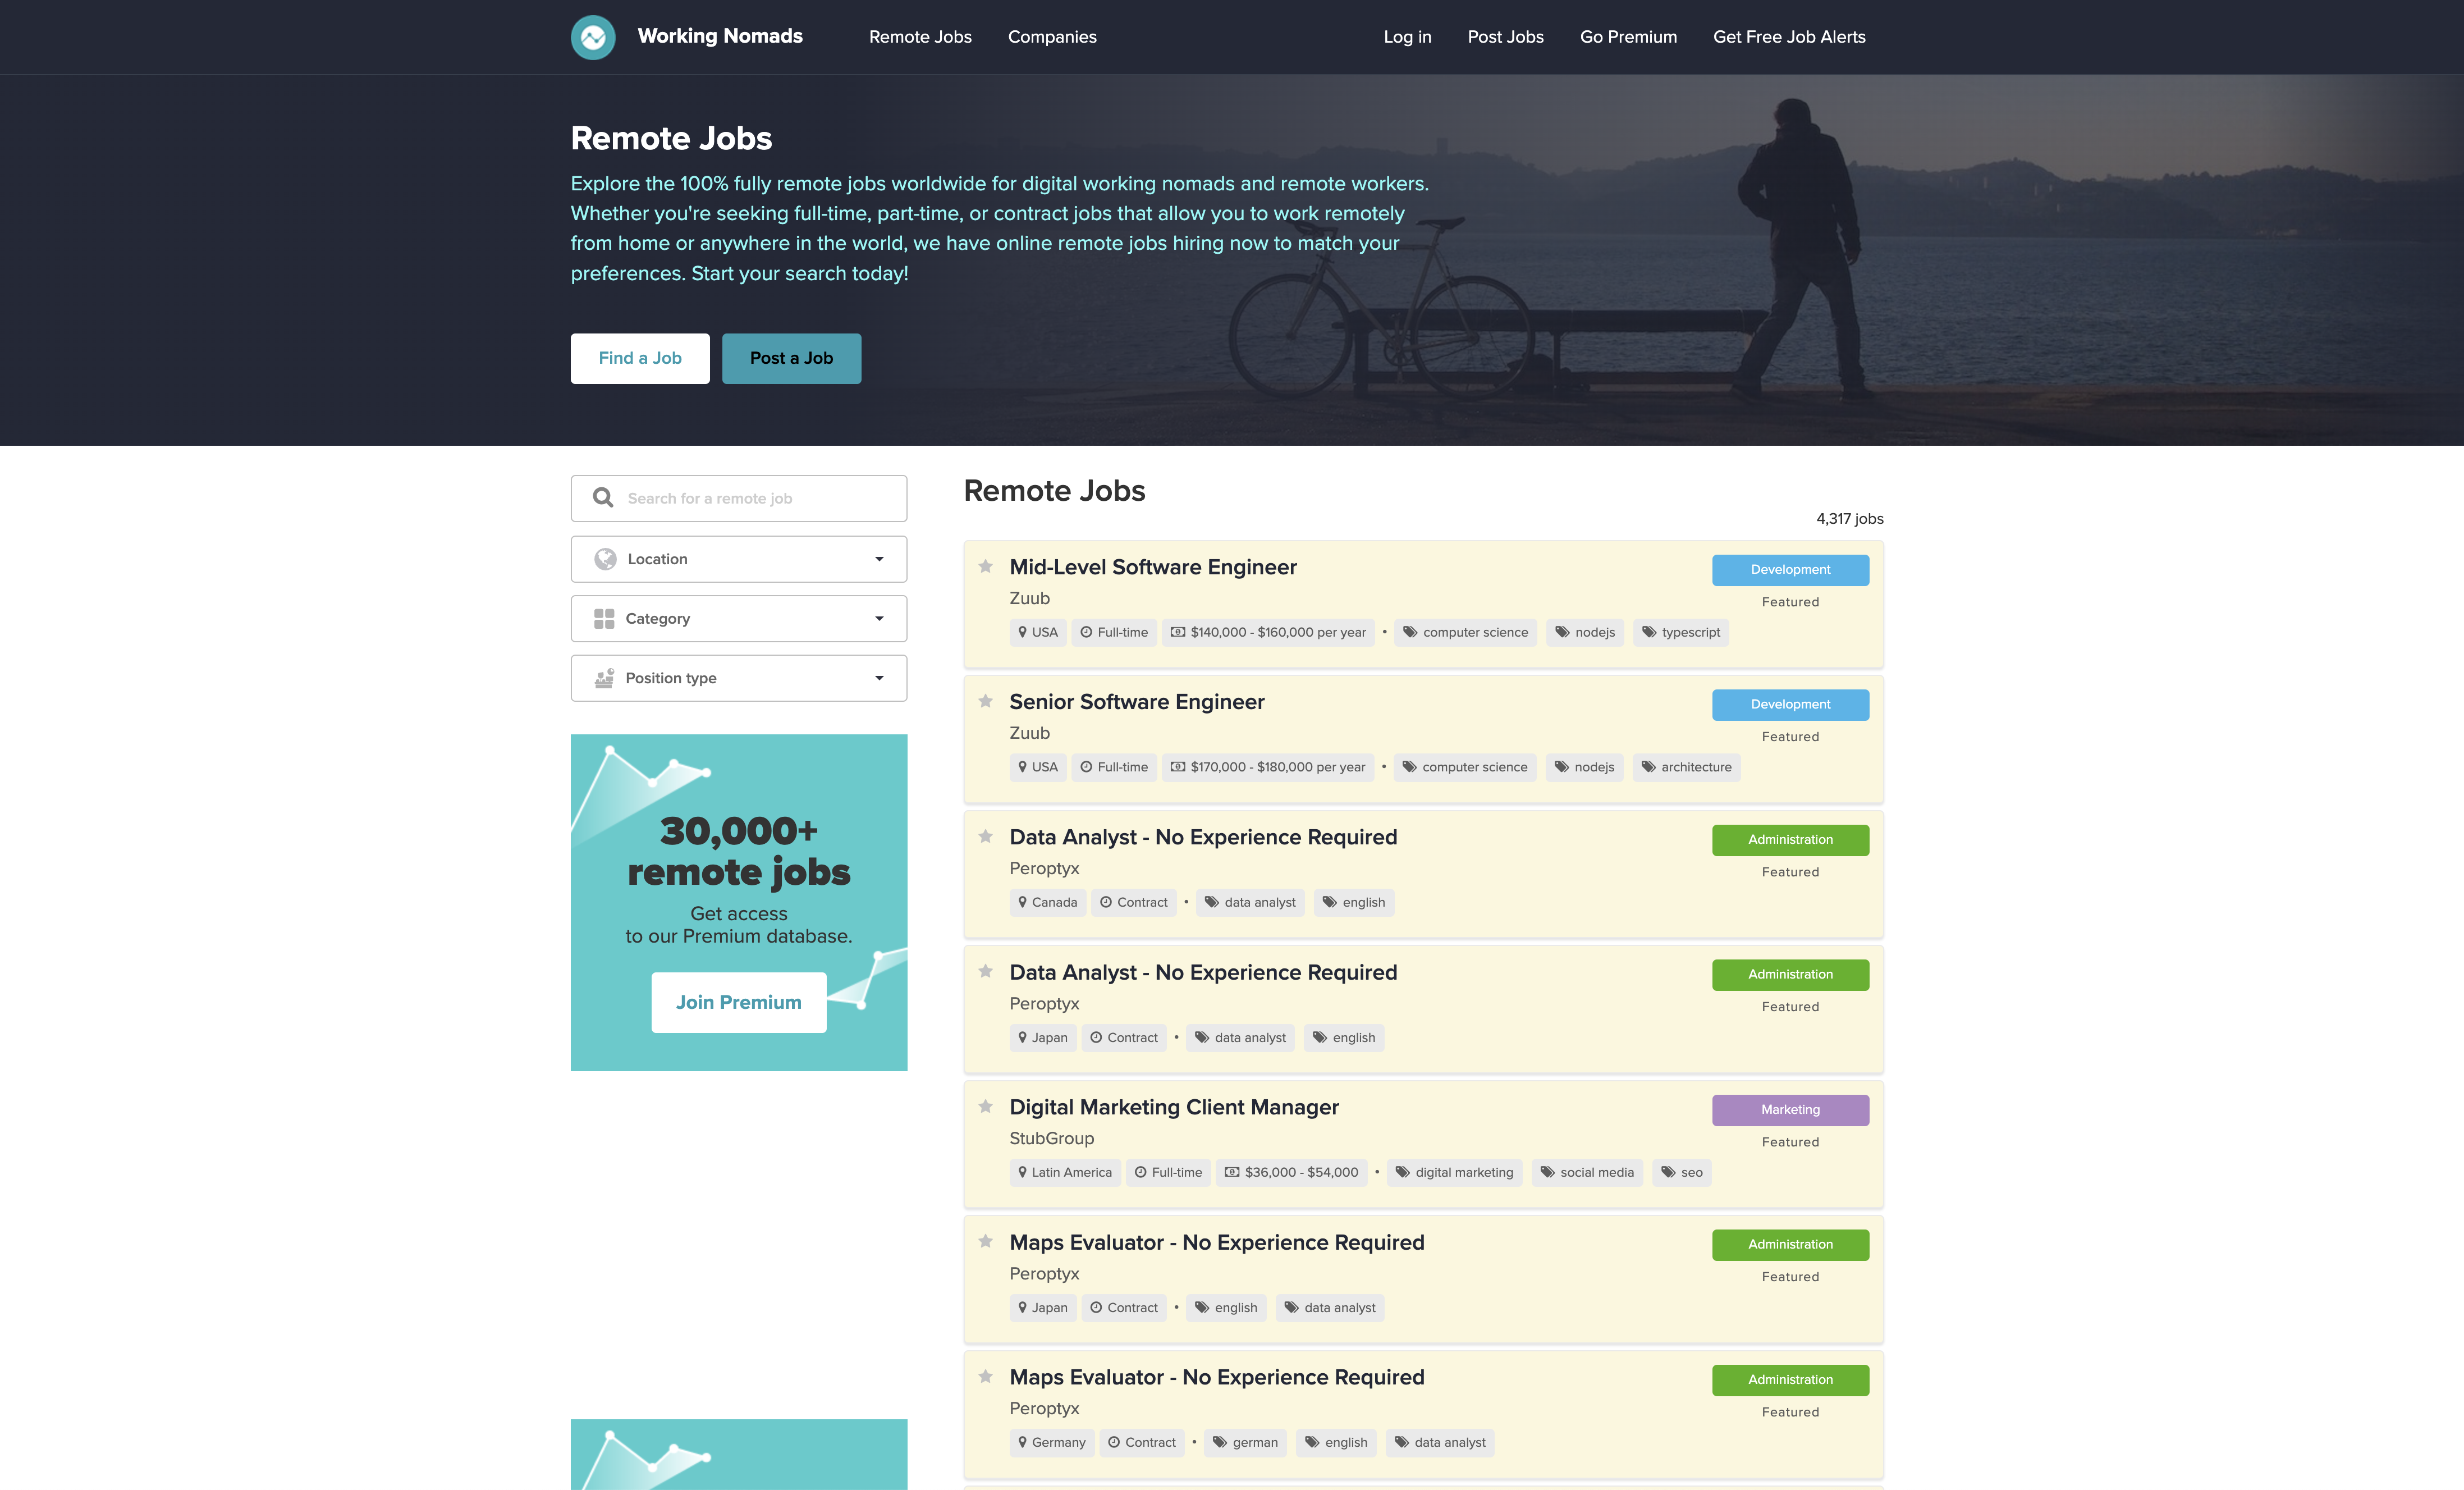 Working Nomads
Remote Jobs
Companies
Log in
Post Jobs
Go Premium
Get Free Job Alerts
Remote Jobs
Explore the 100% fully remote jobs worldwide for digital working nomads and remote workers.
Whether you're seeking full-time, part-time, or contract jobs that allow you to work remotely
from home or anywhere in the world, we have online remote jobs hiring now to match your
preferences. Start your search today!
Find a Job
Post a Job
Search for a remote job
Location
Category
Position type
30,000+
remote jobs
Get access
to our Premium database.
Join Premium
Remote Jobs
4,317 jobs
Mid-Level Software Engineer
Development
Zuub
Featured
USA Full-time $140,000 - $160,000 per year • computer science nodejs typescript
Senior Software Engineer
Development
Zuub
Featured
USA Full-time $170,000 - $180,000 per year • computer science nodejs architecture
Data Analyst - No Experience Required
Administration
Peroptyx
Featured
Canada Contract • data analyst english
Data Analyst - No Experience Required
Administration
Peroptyx
Featured
Japan Contract • data analyst english
Digital Marketing Client Manager
Marketing
StubGroup
Featured
Latin America Full-time $36,000 - $54,000 • digital marketing social media seo
Maps Evaluator - No Experience Required
Administration
Peroptyx
Featured
Japan Contract • english data analyst
Maps Evaluator - No Experience Required
Administration
Peroptyx
Featured
Germany Contract • german english data analyst